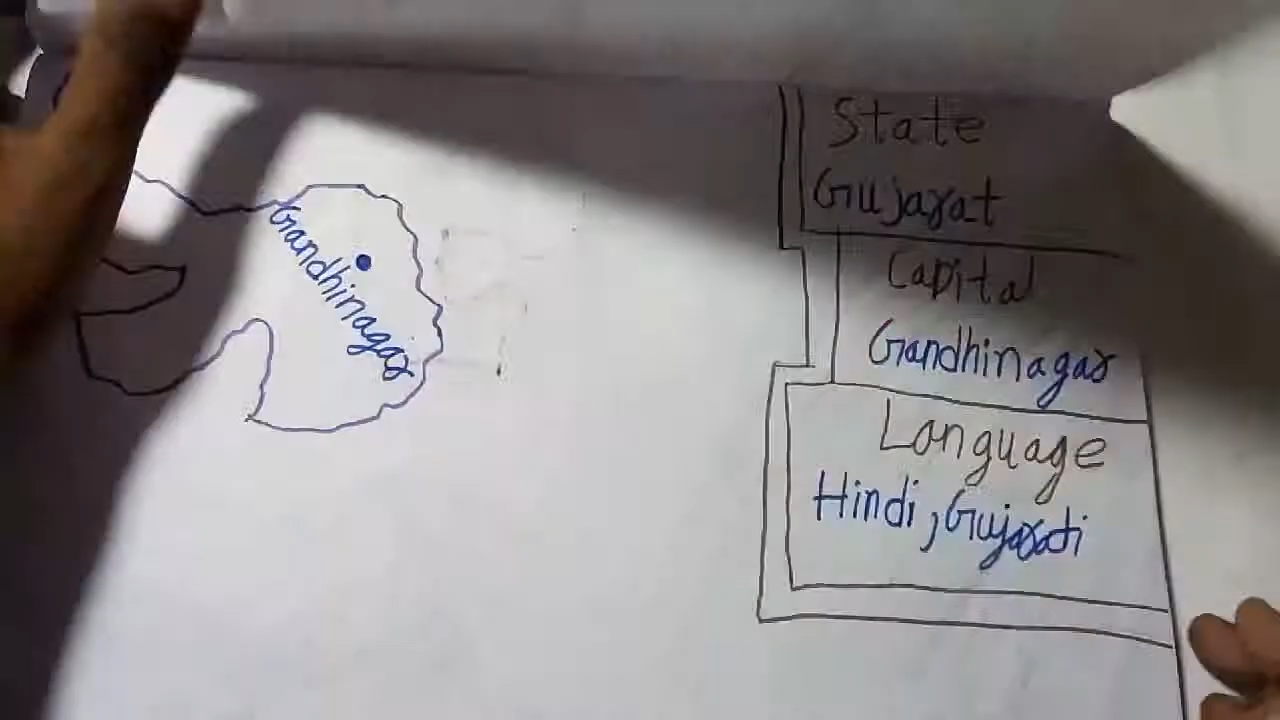 Gandhinagar
State
Gujarat
Capital
Gandhinagar
Language
Hindi, Gujarati